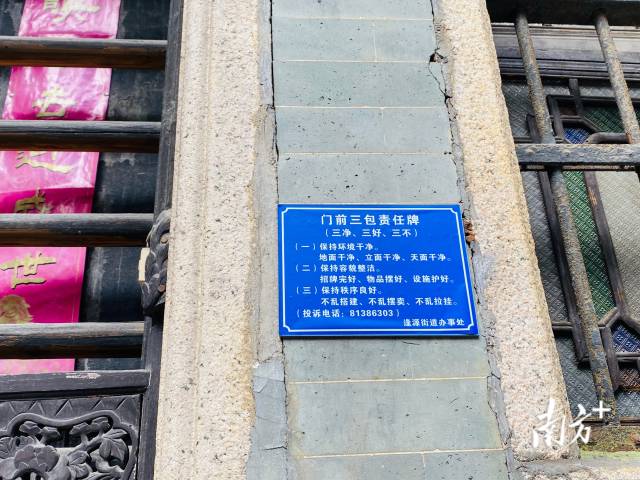 门前三包责任牌
（三净、三好、三不）
（一）保持环境干净。
地面干净、立面干净、天面干净。
（二）保持容貌整洁。
招牌完好、物品摆好、设施护好。
（三）保持秩序良好。
不乱搭建、不乱摆卖、不乱拉挂。
（投诉电话：81386303）
逢源街道办事处
南方+